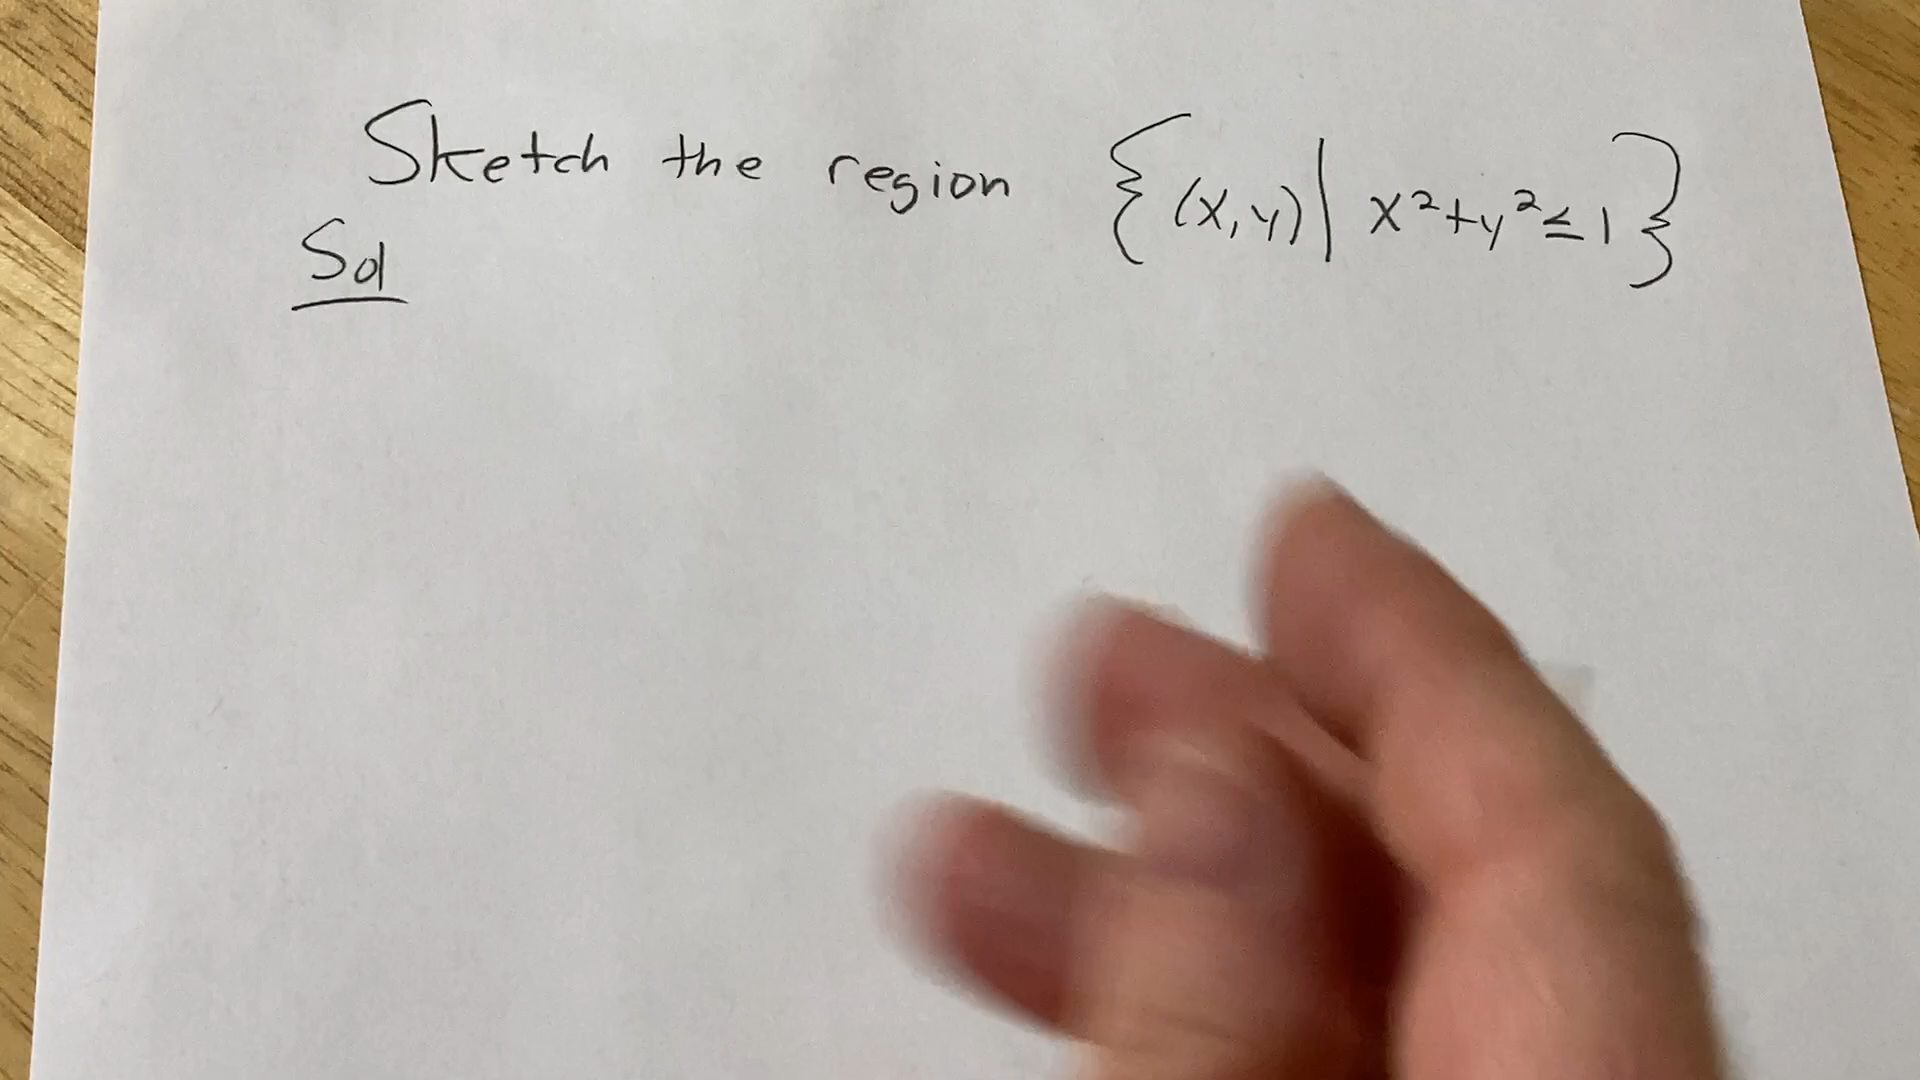 Sketch the region {(x,y)| x²+y²≤1}
Sol